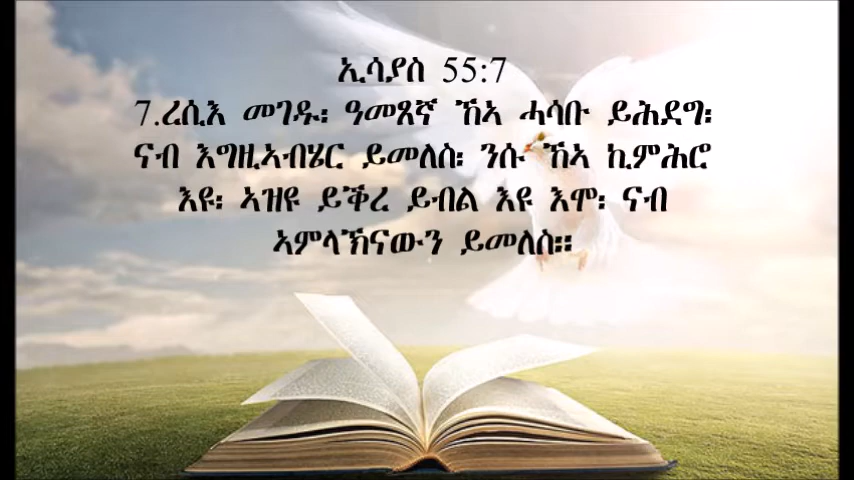 ኢሳያስ 55:7
7.ረሲእ መገዱ፡ ዓመጸኛ ኸኣ ሓሳቡ ይሕደግ፡
ናብ እግዚኣብሄር ይመለስ፡ ንሱ ኸኣ ኪምሕሮ
እዩ፡ ኣዝዩ ይቕረ ይብል እዩ እሞ፡ ናብ
ኣምላኽናውን ይመለስ።